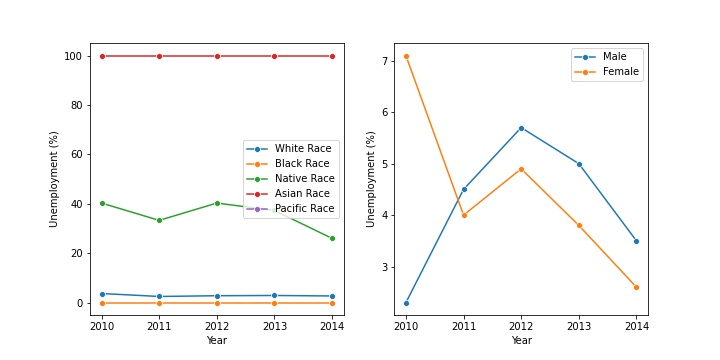 100
80
60
40
20
0
Unemployment (%)
2010 2011 2012 2013 2014
Year
White Race
Black Race
Native Race
Asian Race
Pacific Race
7
6
5
4
3
Unemployment (%)
2010 2011 2012 2013 2014
Year
Male
Female